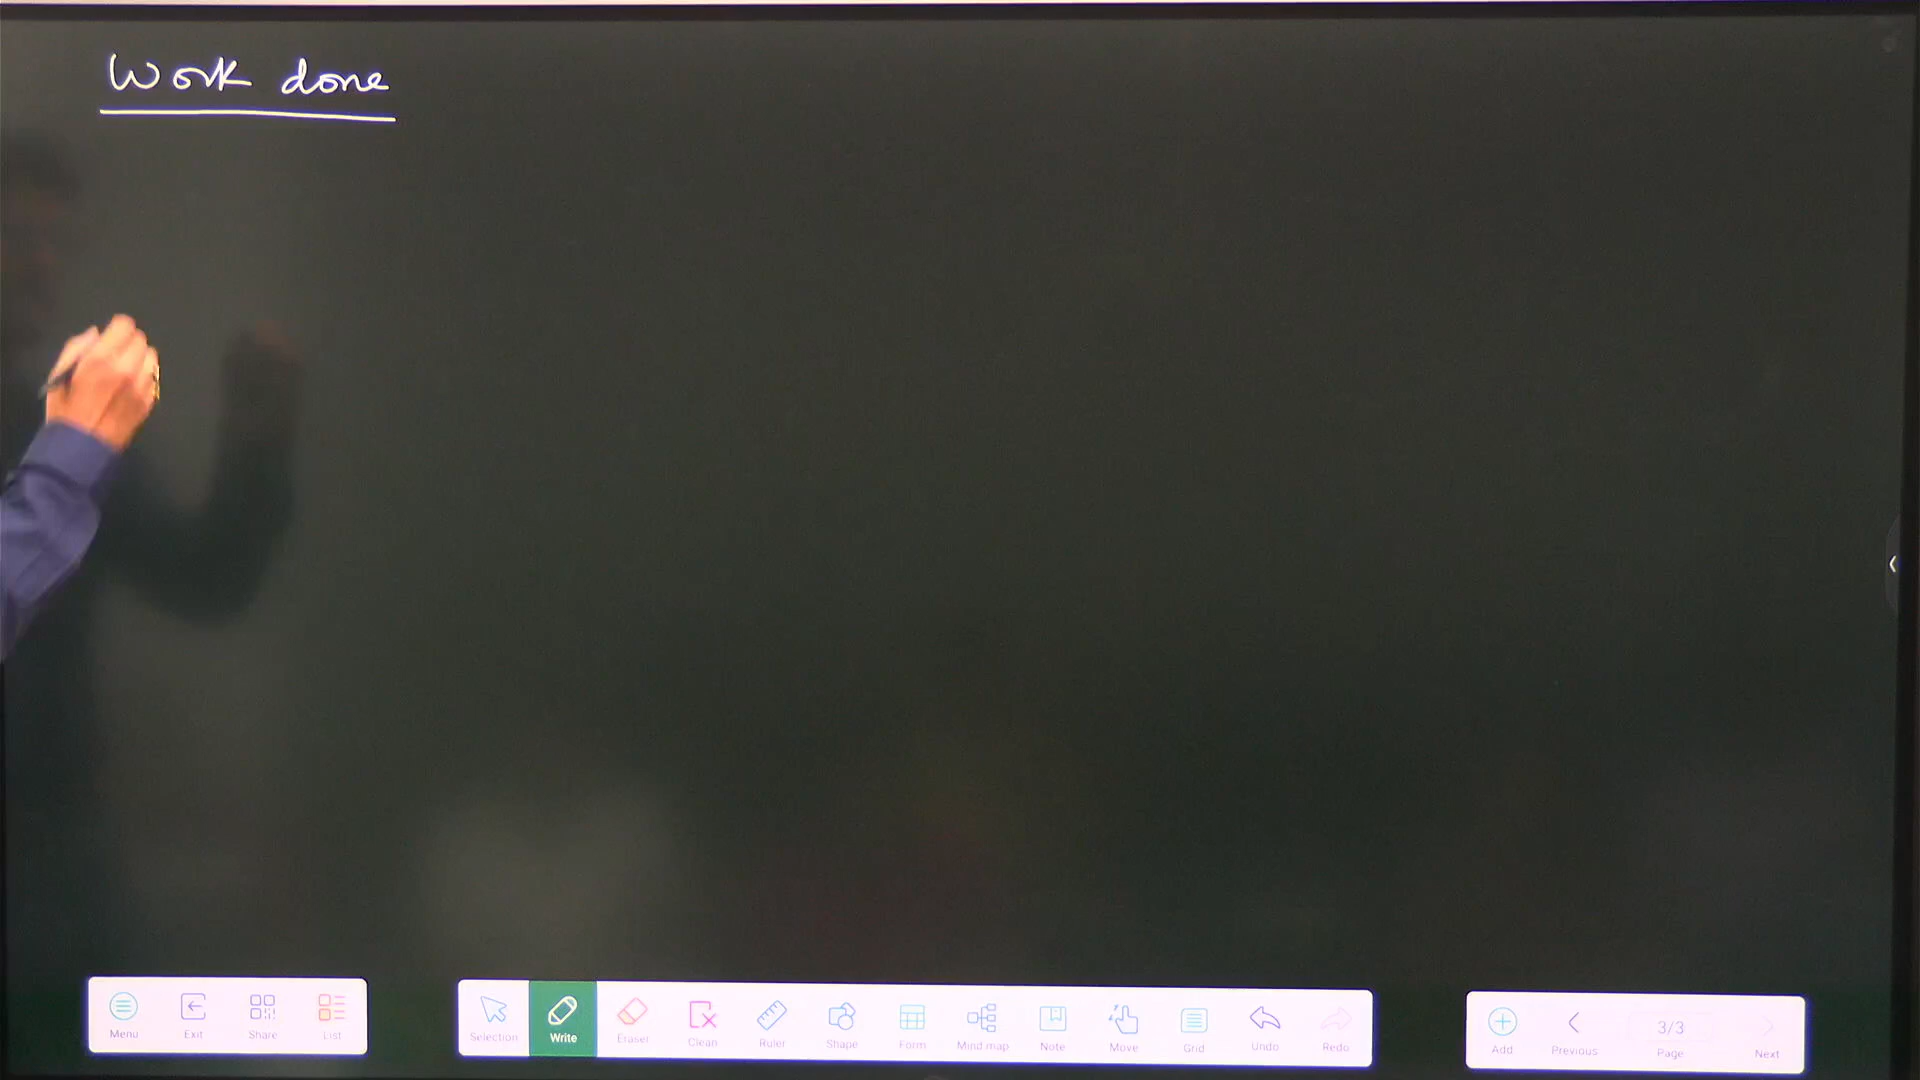 Work done
Menu Exit Share List
Selection Write Eraser Clean Ruler Shape Form Mind map Note Move Grid Undo Redo
Add Previous 3/3 Page Next